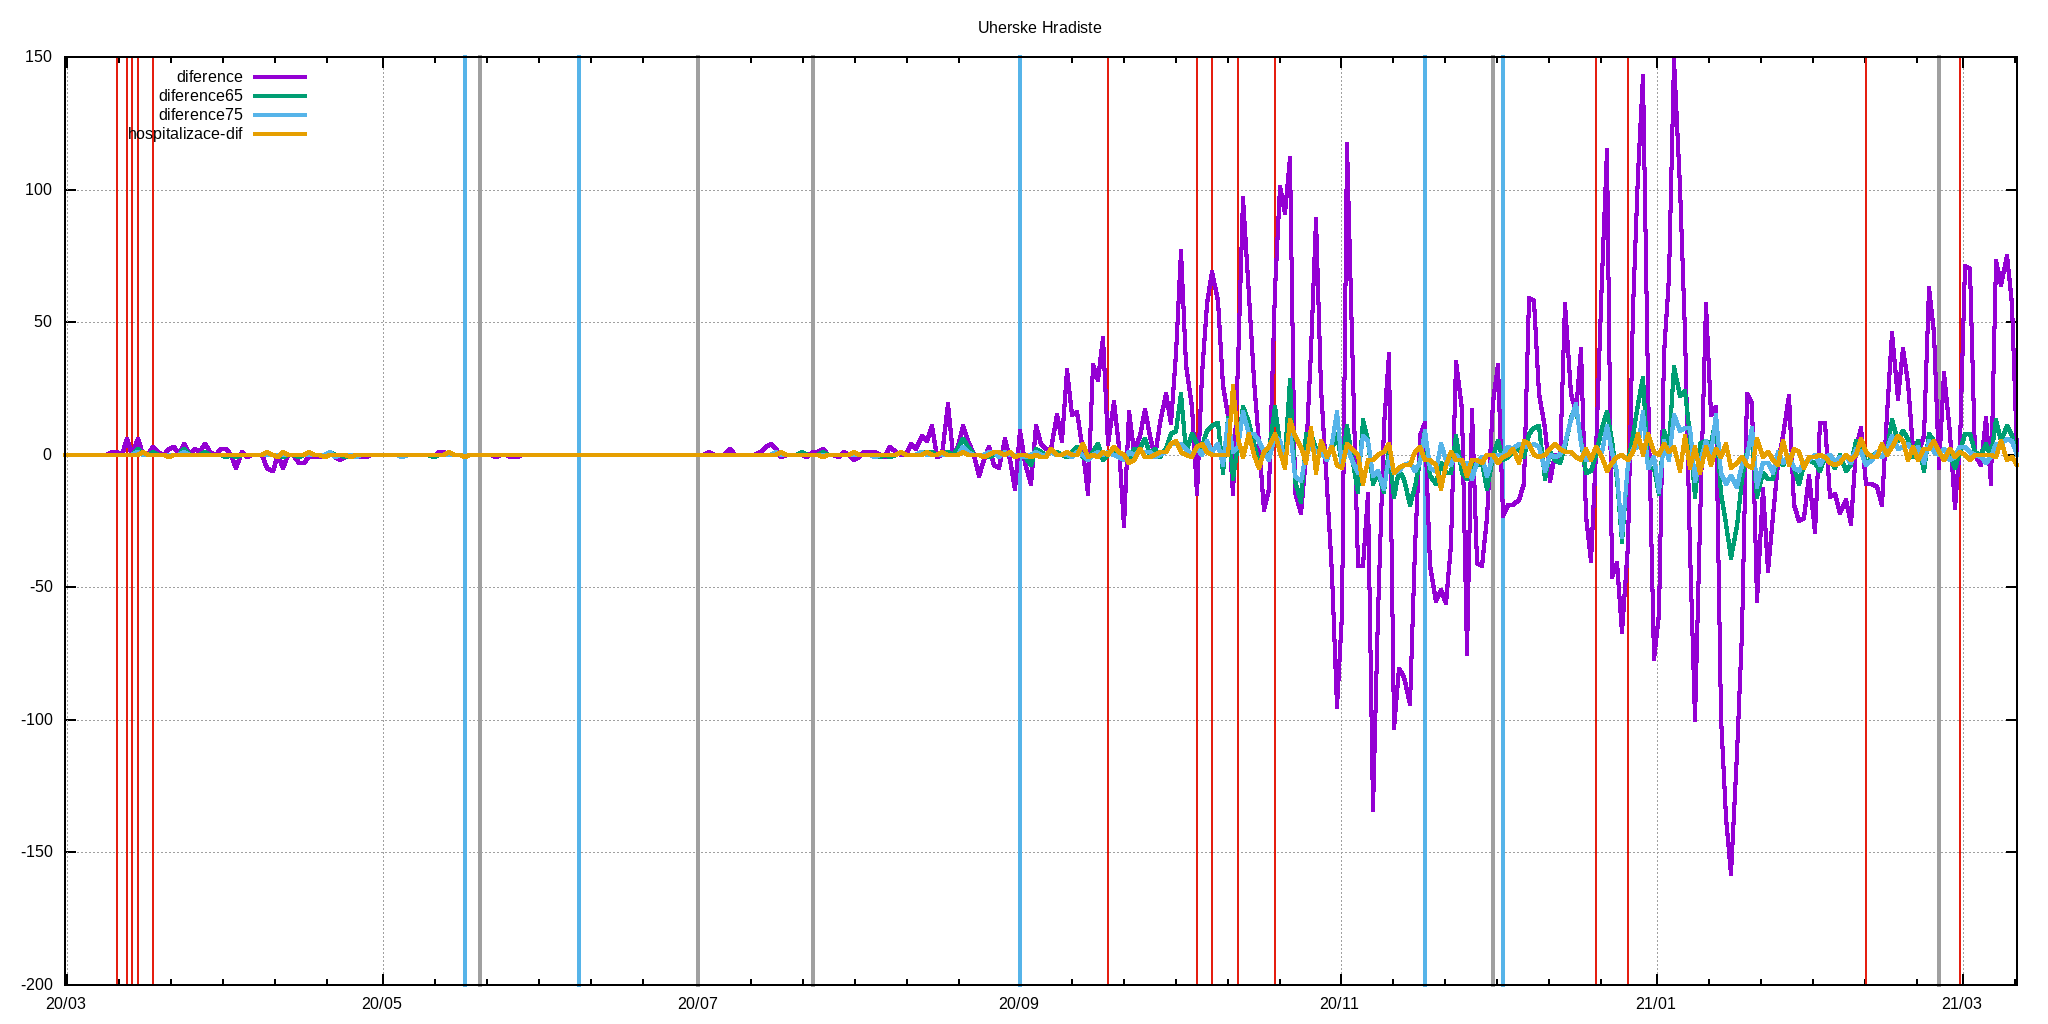 Uherske Hradiste
150
100
50
0
-50
-100
-150
-200
diference
diference65
diference75
hospitalizace-dif
20/03 20/05 20/07 20/09 20/11 21/01 21/03